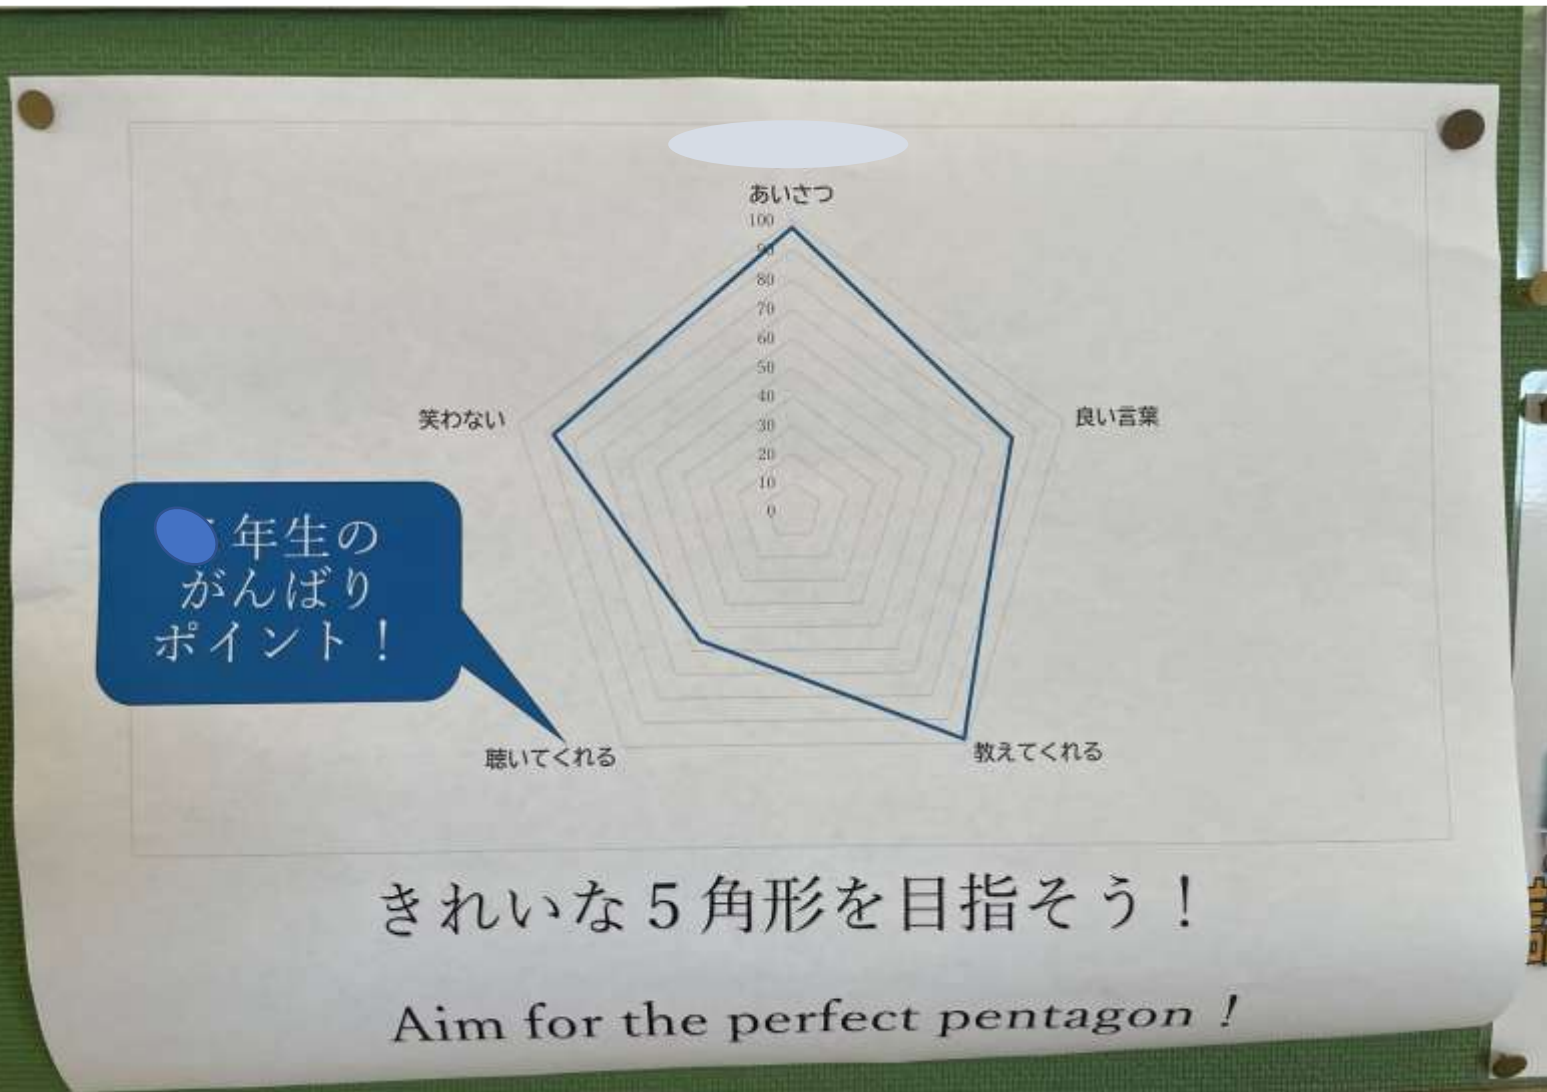 あいさつ
100
90
80
70
60
50
40
30
20
10
0
笑わない
良い言葉
年生の
がんばり
ポイント！
聴いてくれる
教えてくれる
きれいな５角形を目指そう！
Aim for the perfect pentagon !